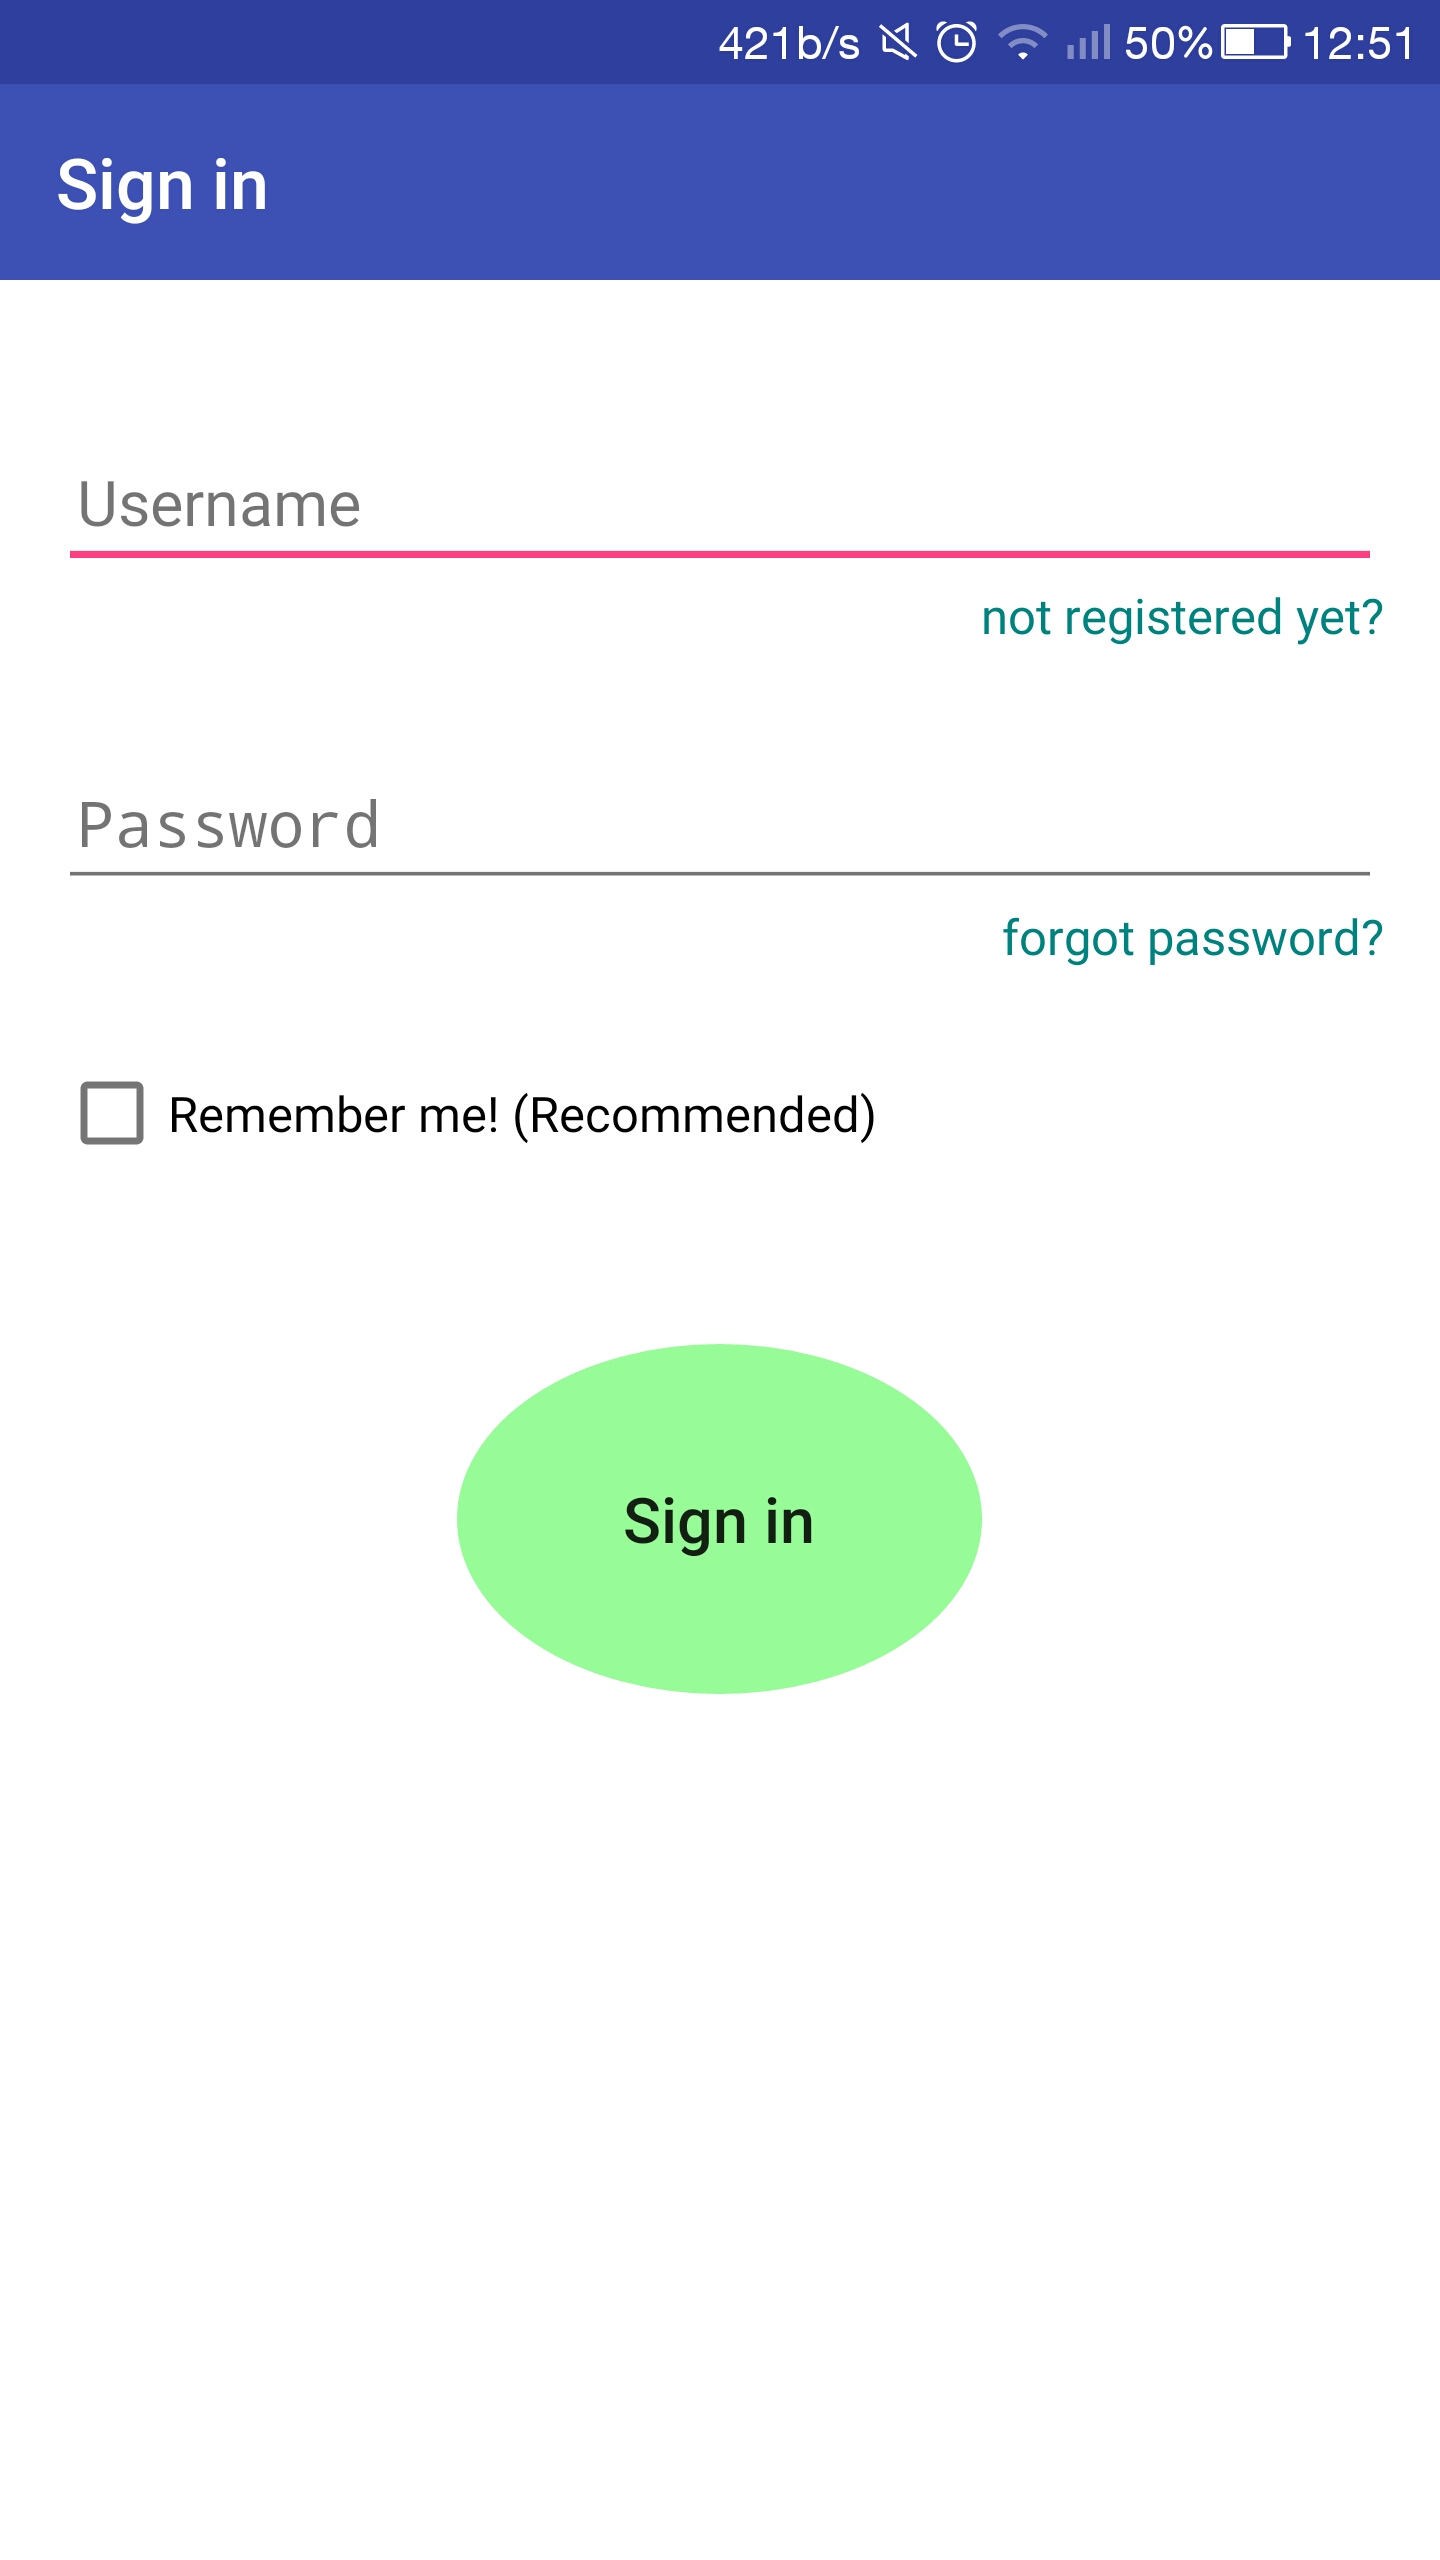 421b/s 50% 12:51
Sign in
Username
not registered yet?
Password
forgot password?
Remember me! (Recommended)
Sign in